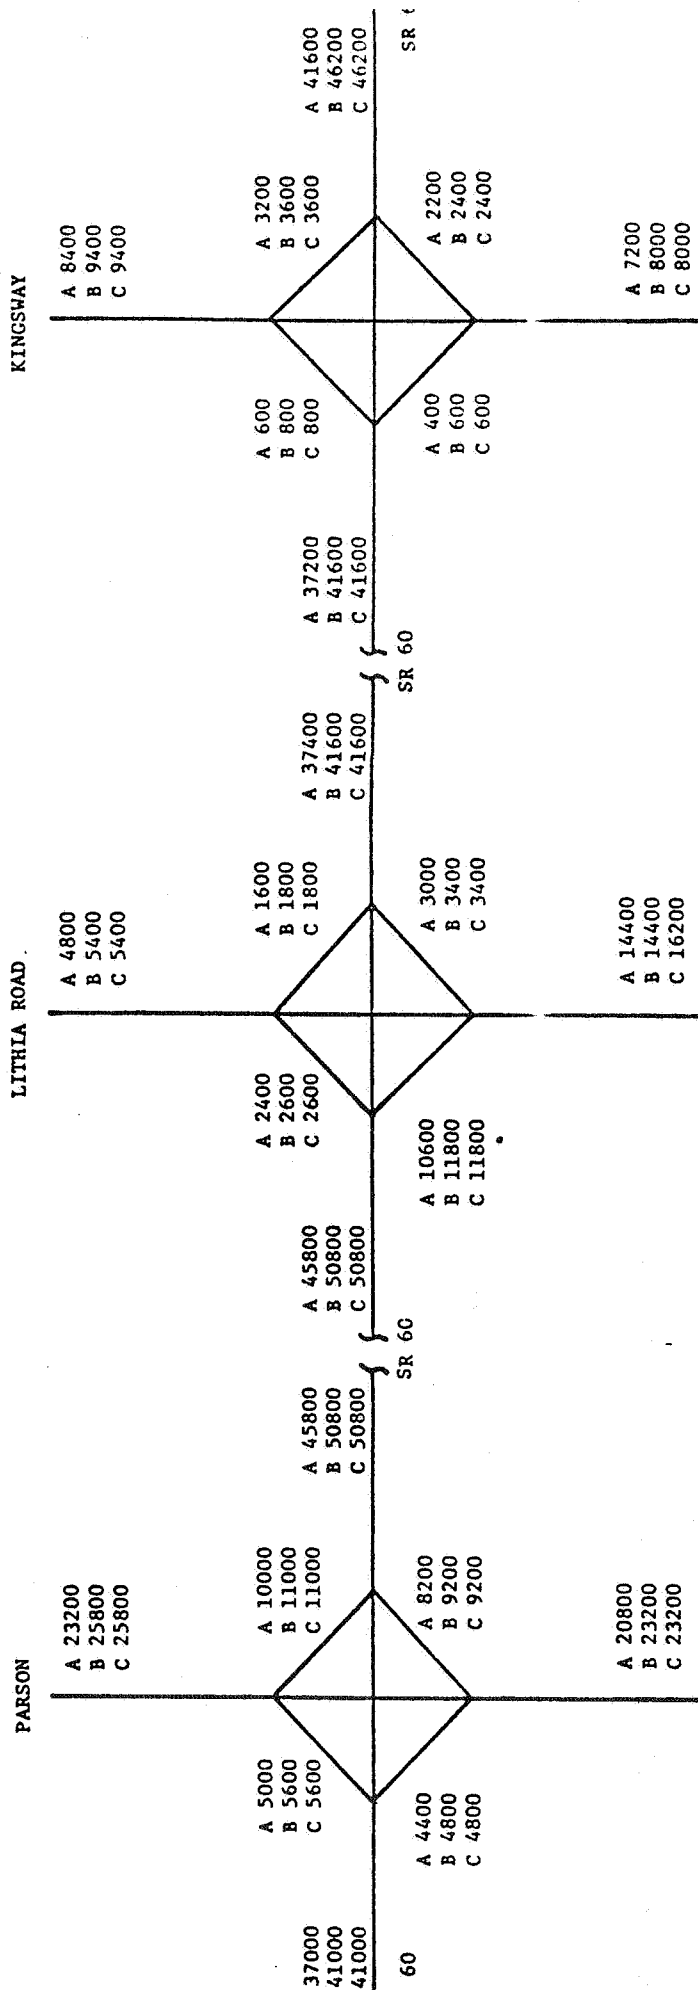 PARSON
A 23200
B 25800
C 25800
A 5000
B 5600
C 5600
A 10000
B 11000
C 11000
37000
41000
41000
60
A 45800
B 50800
C 50800
A 4400
B 4800
C 4800
A 8200
B 9200
C 9200
A 20800
B 23200
C 23200
SR 60
LITHIA ROAD
A 4800
B 5400
C 5400
A 2400
B 2600
C 2600
A 1600
B 1800
C 1800
A 45800
B 50800
C 50800
A 37400
B 41600
C 41600
A 10600
B 11800
C 11800
A 3000
B 3400
C 3400
A 14400
B 14400
C 16200
SR 60
KINGSWAY
A 8400
B 9400
C 9400
A 600
B 800
C 800
A 3200
B 3600
C 3600
A 37200
B 41600
C 41600
A 41600
B 46200
C 46200
A 400
B 600
C 600
A 2200
B 2400
C 2400
A 7200
B 8000
C 8000
SR